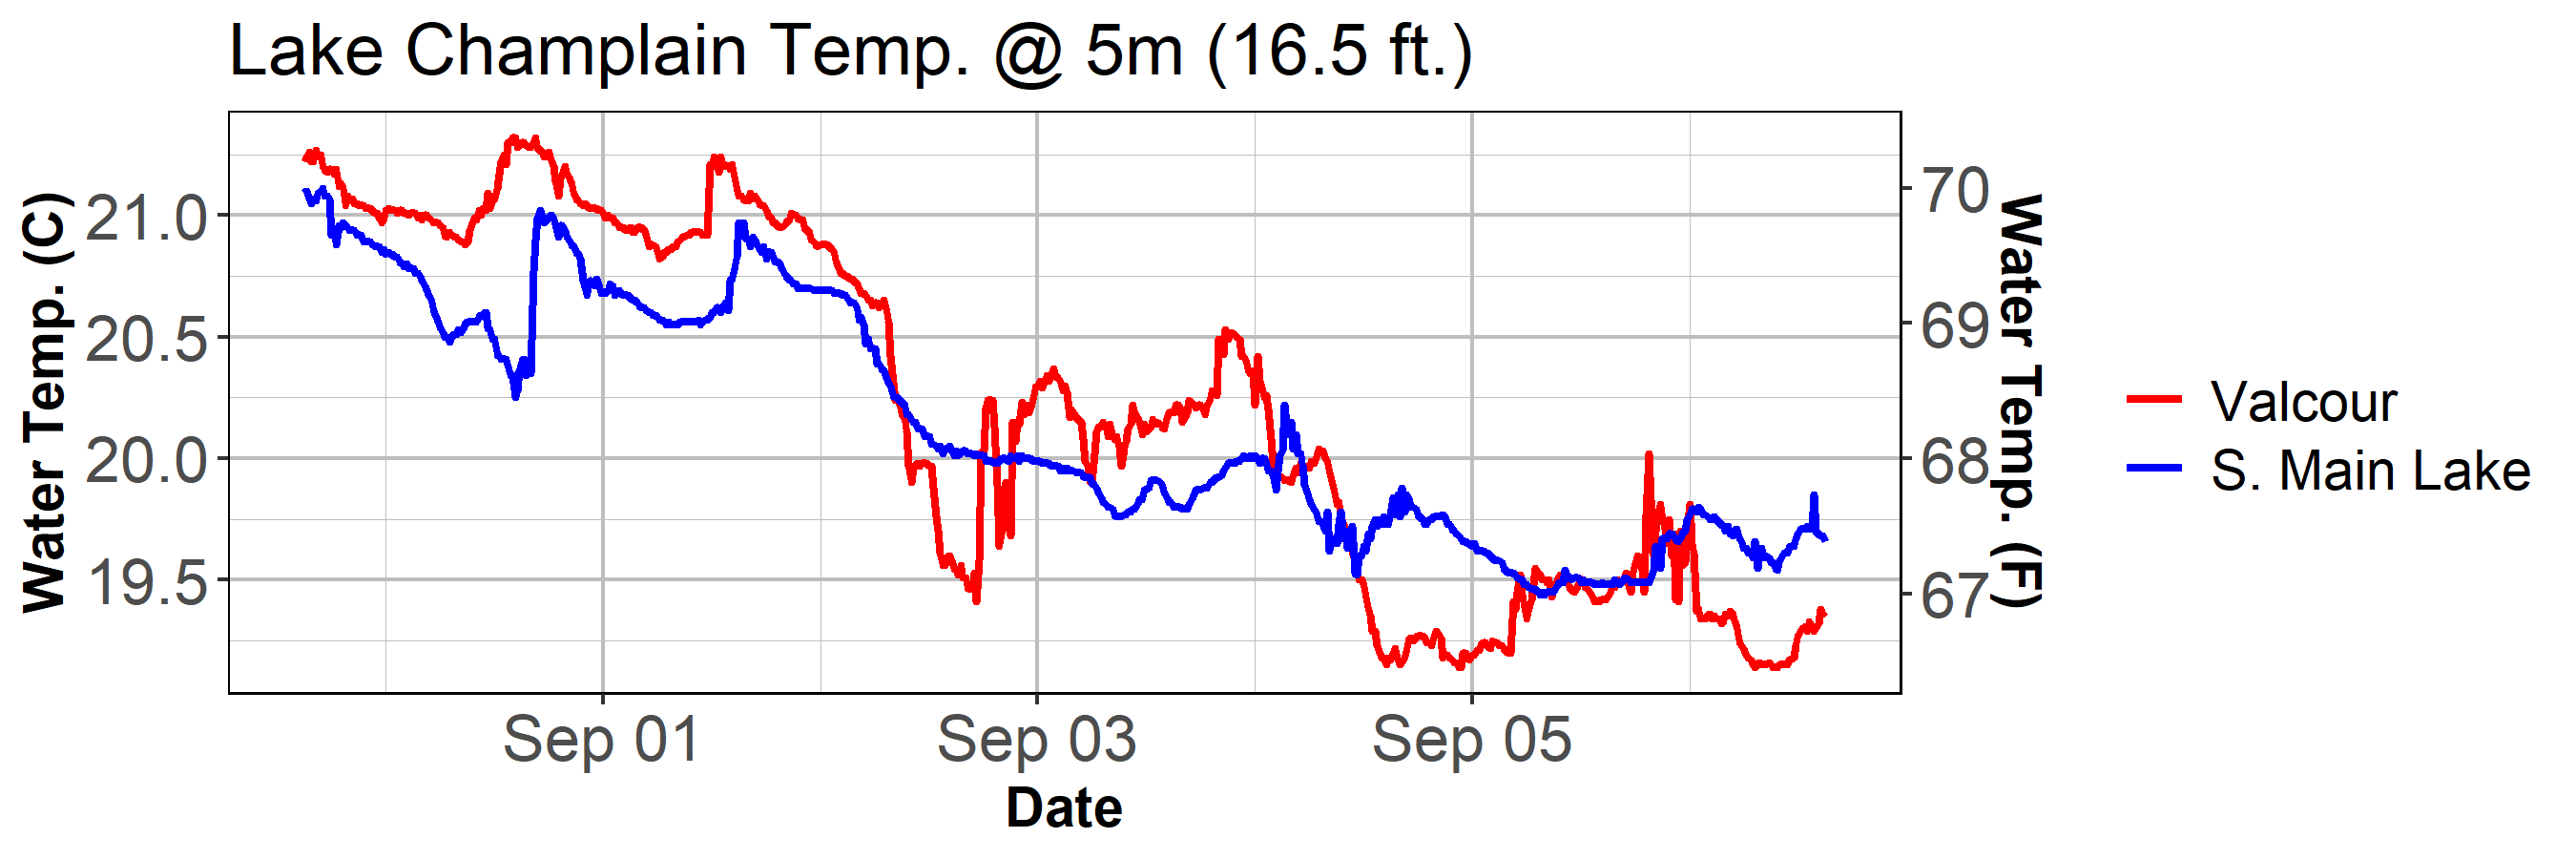 Lake Champlain Temp. @ 5m (16.5 ft.)
Water Temp. (C)
21.0
20.5
20.0
19.5
70
69
68
67
Water Temp. (F)
Sep 01
Sep 03
Sep 05
Date
Valcour
S. Main Lake